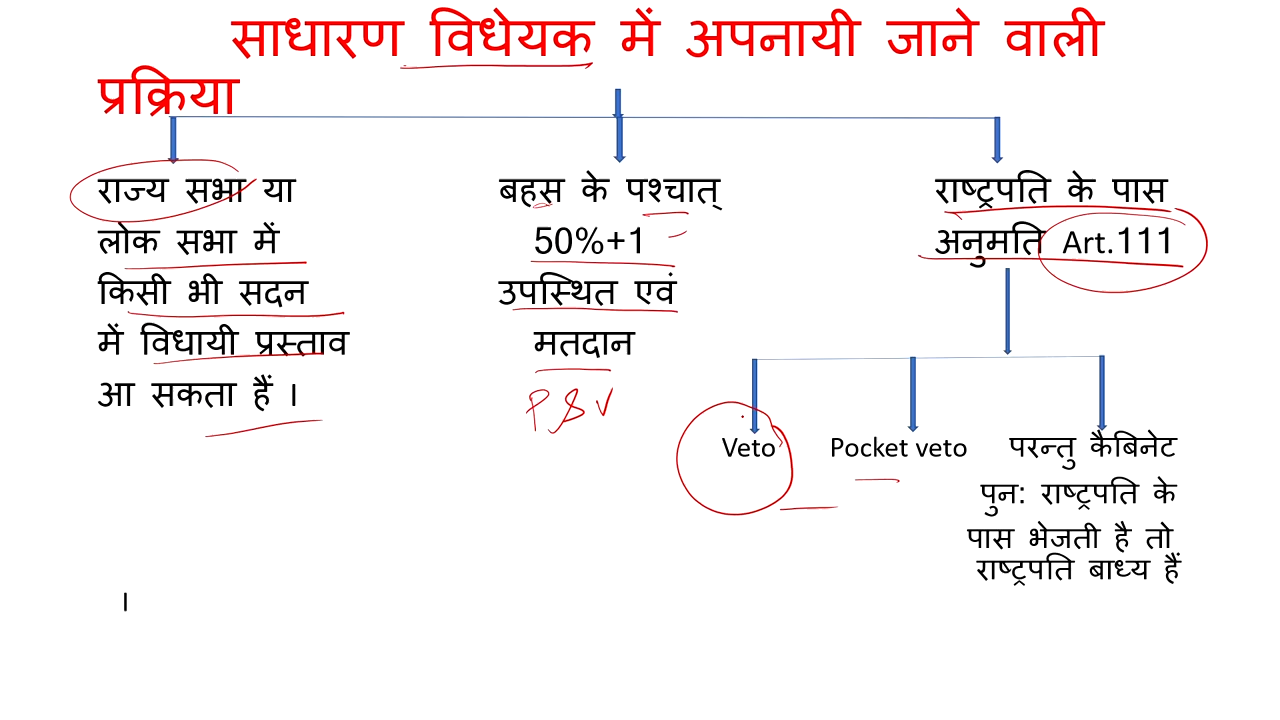 साधारण विधेयक में अपनायी जाने वाली
प्रक्रिया
राज्य सभा या
लोक सभा में
किसी भी सदन
में विधायी प्रस्ताव
आ सकता हैं ।
बहस के पश्चात्
50%+1
उपस्थित एवं
मतदान
P & V
राष्ट्रपति के पास
अनुमति Art.111
Veto
Pocket veto
परन्तु कैबिनेट
पुन: राष्ट्रपति के
पास भेजती है तो
राष्ट्रपति बाध्य हैं
।